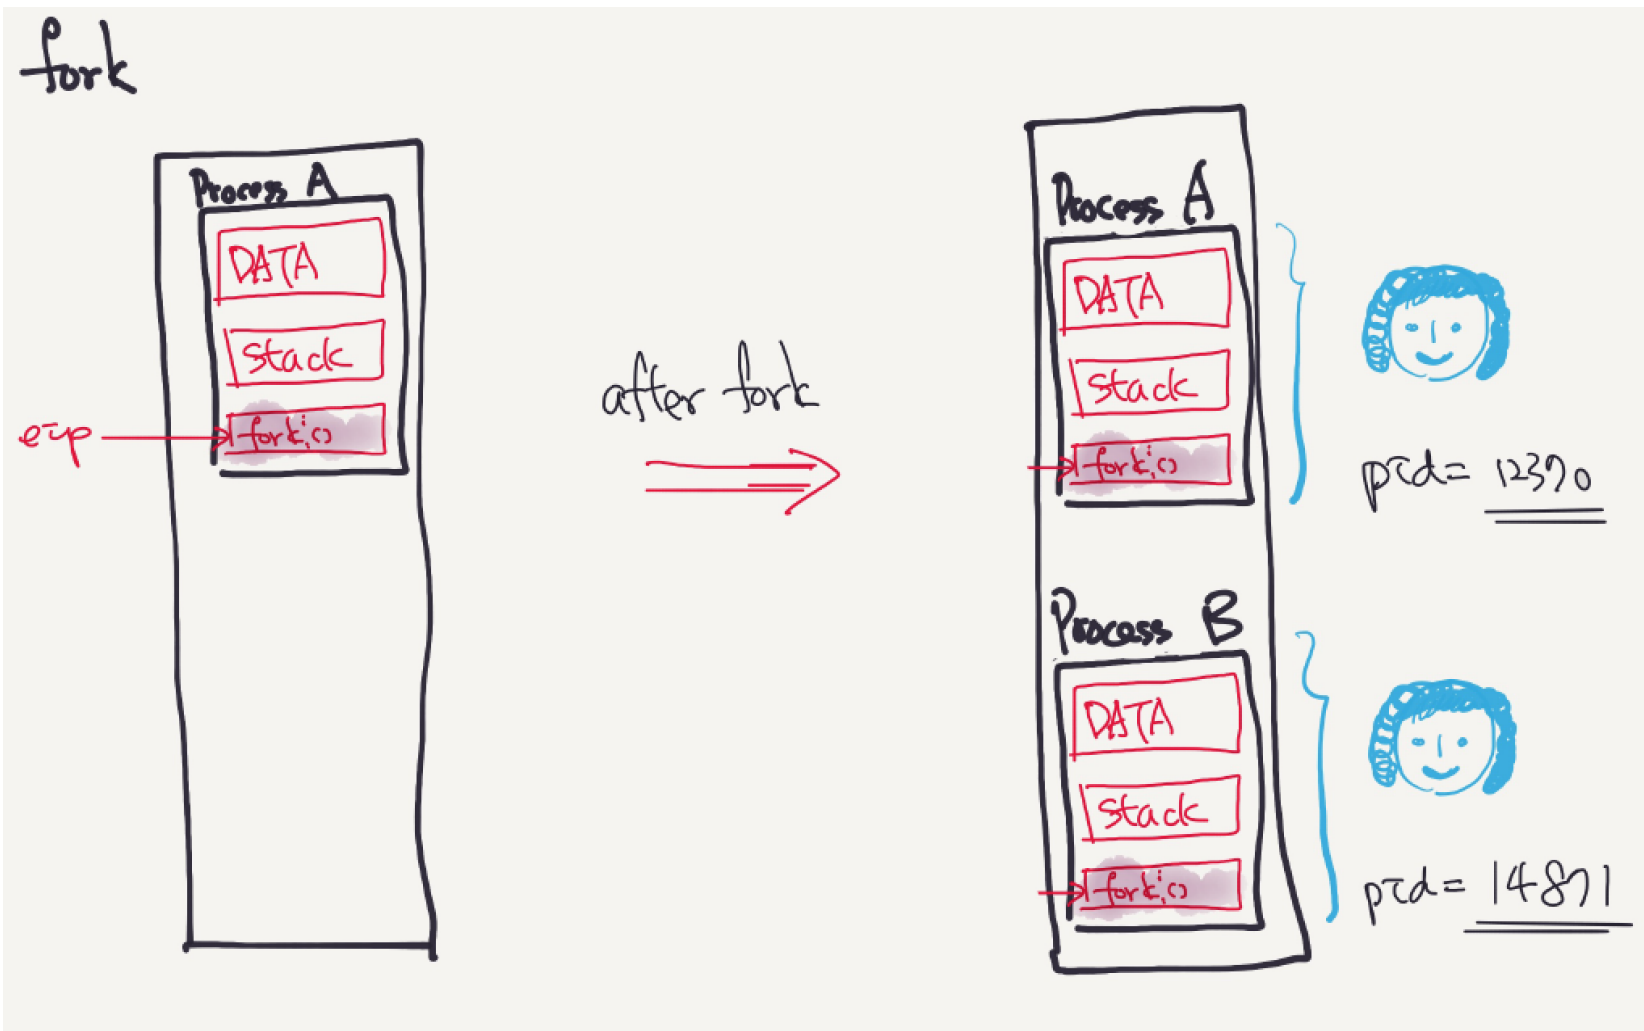 fork
Process A
DATA
stack
fork()
eip
after fork
Process A
DATA
stack
fork()
pid = 12370
Process B
DATA
stack
fork()
pid = 14871